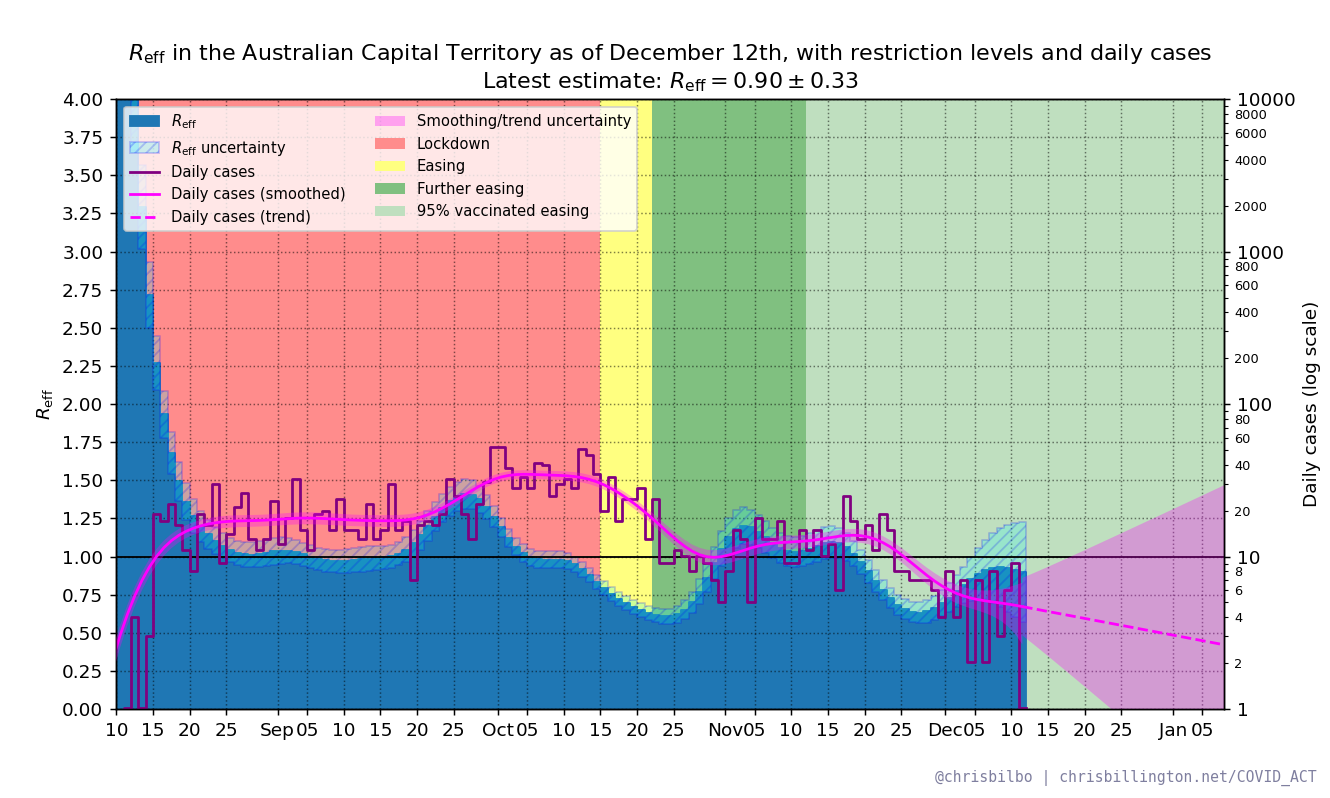 R_eff in the Australian Capital Territory as of December 12th, with restriction levels and daily cases
Latest estimate: R_eff = 0.90 ± 0.33
R_eff
R_eff uncertainty
Daily cases
Daily cases (smoothed)
Daily cases (trend)
Smoothing/trend uncertainty
Lockdown
Easing
Further easing
95% vaccinated easing
4.00
3.75
3.50
3.25
3.00
2.75
2.50
2.25
2.00
1.75
1.50
1.25
1.00
0.75
0.50
0.25
0.00
R_eff
10000
8000
6000
4000
2000
1000
800
600
400
200
100
80
60
40
20
10
8
6
4
2
1
Daily cases (log scale)
10 15 20 25 Sep 05 10 15 20 25 Oct 05 10 15 20 25 Nov 05 10 15 20 25 Dec 05 10 15 20 25 Jan 05
@chrisbilbo | chrisbillington.net/COVID_ACT